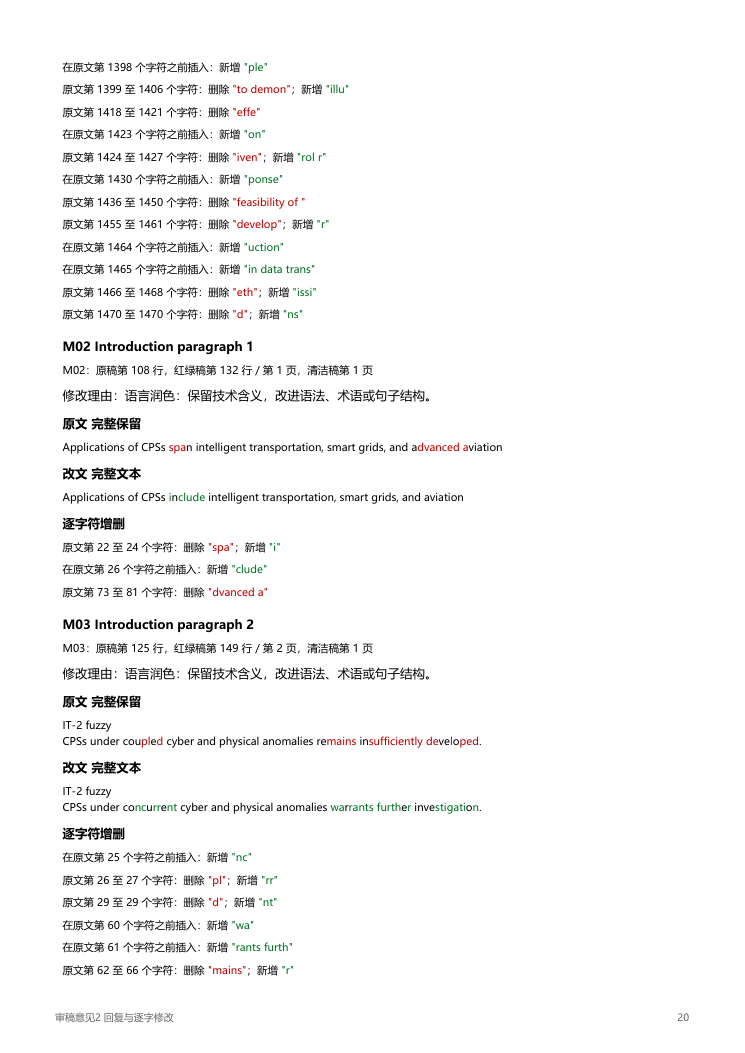 在原文第 1398 个字符之前插入：新增 "ple"
原文第 1399 至 1406 个字符：删除 "to demon"；新增 "illu"
原文第 1418 至 1421 个字符：删除 "effe"
在原文第 1423 个字符之前插入：新增 "on"
原文第 1424 至 1427 个字符：删除 "iven"；新增 "rol r"
在原文第 1430 个字符之前插入：新增 "ponse"
原文第 1436 至 1450 个字符：删除 "feasibility of "
原文第 1455 至 1461 个字符：删除 "develop"；新增 "r"
在原文第 1464 个字符之前插入：新增 "uction"
在原文第 1465 个字符之前插入：新增 "in data trans"
原文第 1466 至 1468 个字符：删除 "eth"；新增 "issi"
原文第 1470 至 1470 个字符：删除 "d"；新增 "ns"
M02 Introduction paragraph 1
M02：原稿第 108 行，红绿稿第 132 行 / 第 1 页，清洁稿第 1 页
修改理由：语言润色：保留技术含义，改进语法、术语或句子结构。
原文 完整保留
Applications of CPSs span intelligent transportation, smart grids, and advanced aviation
改文 完整文本
Applications of CPSs include intelligent transportation, smart grids, and aviation
逐字符增删
原文第 22 至 24 个字符：删除 "spa"；新增 "i"
在原文第 26 个字符之前插入：新增 "clude"
原文第 73 至 81 个字符：删除 "dvanced a"
M03 Introduction paragraph 2
M03：原稿第 125 行，红绿稿第 149 行 / 第 2 页，清洁稿第 1 页
修改理由：语言润色：保留技术含义，改进语法、术语或句子结构。
原文 完整保留
IT-2 fuzzy
CPSs under coupled cyber and physical anomalies remains insufficiently developed.
改文 完整文本
IT-2 fuzzy
CPSs under concurrent cyber and physical anomalies warrants further investigation.
逐字符增删
在原文第 25 个字符之前插入：新增 "nc"
原文第 26 至 27 个字符：删除 "pl"；新增 "rr"
原文第 29 至 29 个字符：删除 "d"；新增 "nt"
在原文第 60 个字符之前插入：新增 "wa"
在原文第 61 个字符之前插入：新增 "rants furth"
原文第 62 至 66 个字符：删除 "mains"；新增 "r"
审稿意见2 回复与逐字修改
20